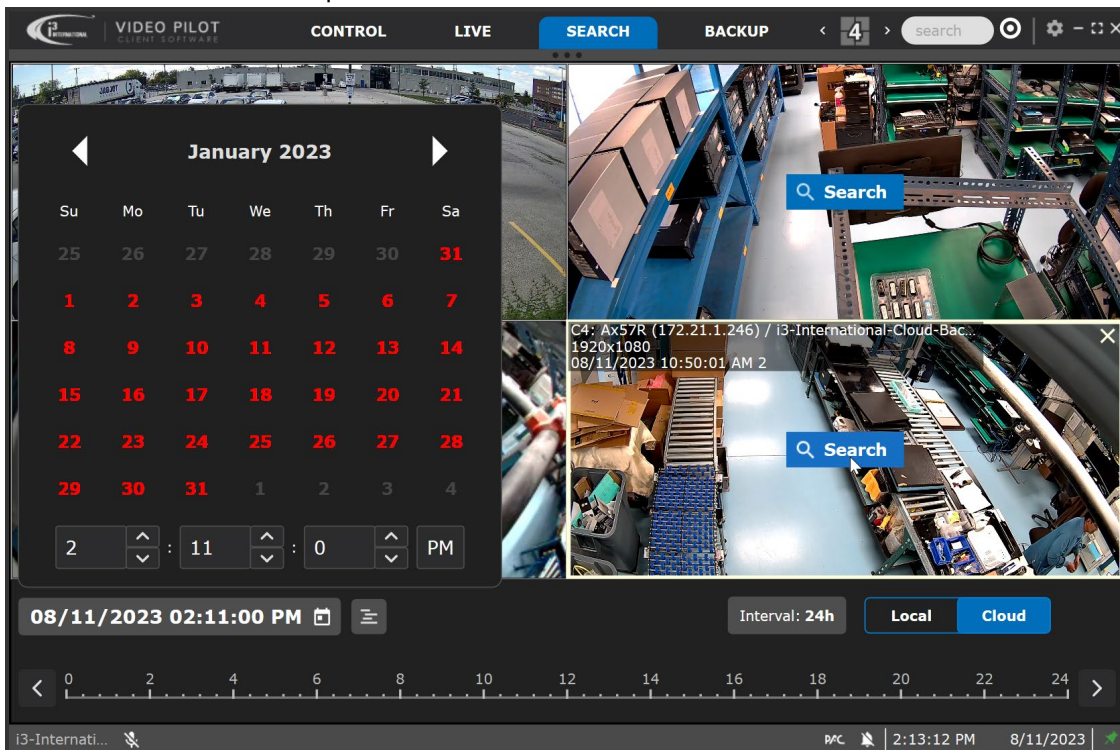 i3 INTERNATIONAL VIDEO PILOT CONTROL LIVE SEARCH BACKUP < 4 > search
CLIENT SOFTWARE
JAG JOT
January 2023
Su Mo Tu We Th Fr Sa
25 26 27 28 29 30 31
1 2 3 4 5 6 7
8 9 10 11 12 13 14
15 16 17 18 19 20 21
22 23 24 25 26 27 28
29 30 31 1 2 3 4
2 : 11 : 0 PM
Search
C4: Ax57R (172.21.1.246) / i3-International-Cloud-Bac...
1920x1080
08/11/2023 10:50:01 AM 2
Search
08/11/2023 02:11:00 PM Interval: 24h Local Cloud
0 2 4 6 8 10 12 14 16 18 20 22 24
i3-Internati... PAC 2:13:12 PM 8/11/2023